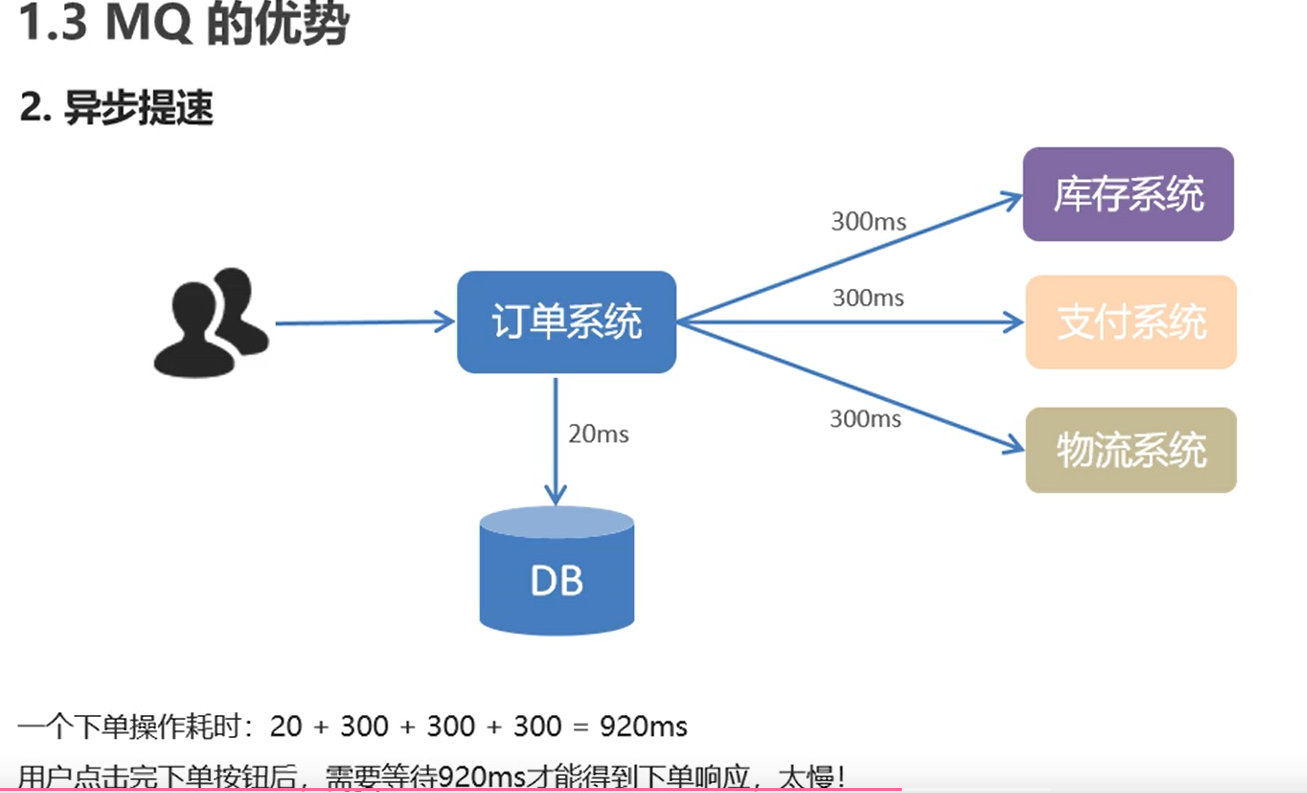 1.3 MQ 的优势
2. 异步提速
库存系统
300ms
300ms
订单系统
支付系统
300ms
20ms
物流系统
DB
一个下单操作耗时：20 + 300 + 300 + 300 = 920ms
用户点击完下单按钮后，需要等待920ms才能得到下单响应，太慢！